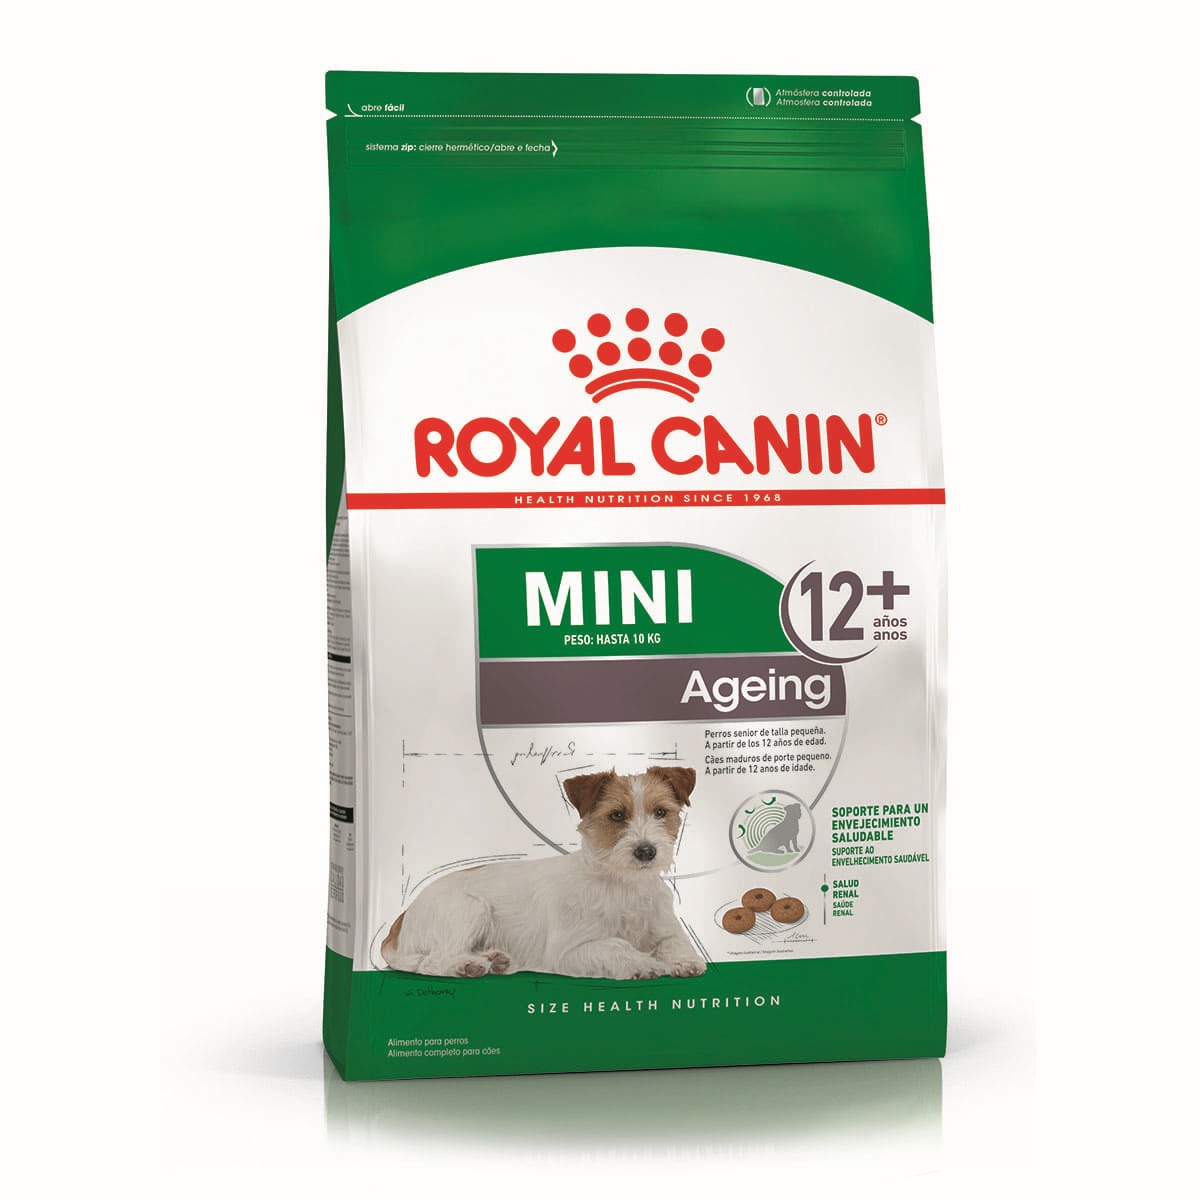 abre fácil
Atmósfera controlada
Atmosfera controlada
sistema zip: cierre hermético/abre e fecha
ROYAL CANIN®
HEALTH NUTRITION SINCE 1968
MINI
PESO: HASTA 10 KG
12+
años
anos
Ageing
Perros senior de talla pequeña.
A partir de los 12 años de edad.
Cães maduros de porte pequeno.
A partir de 12 anos de idade.
SOPORTE PARA UN
ENVEJECIMIENTO
SALUDABLE
SUPORTE AO
ENVELHECIMENTO SAUDÁVEL
SALUD
RENAL
SAÚDE
RENAL
SIZE HEALTH NUTRITION
Alimento para perros
Alimento completo para cães